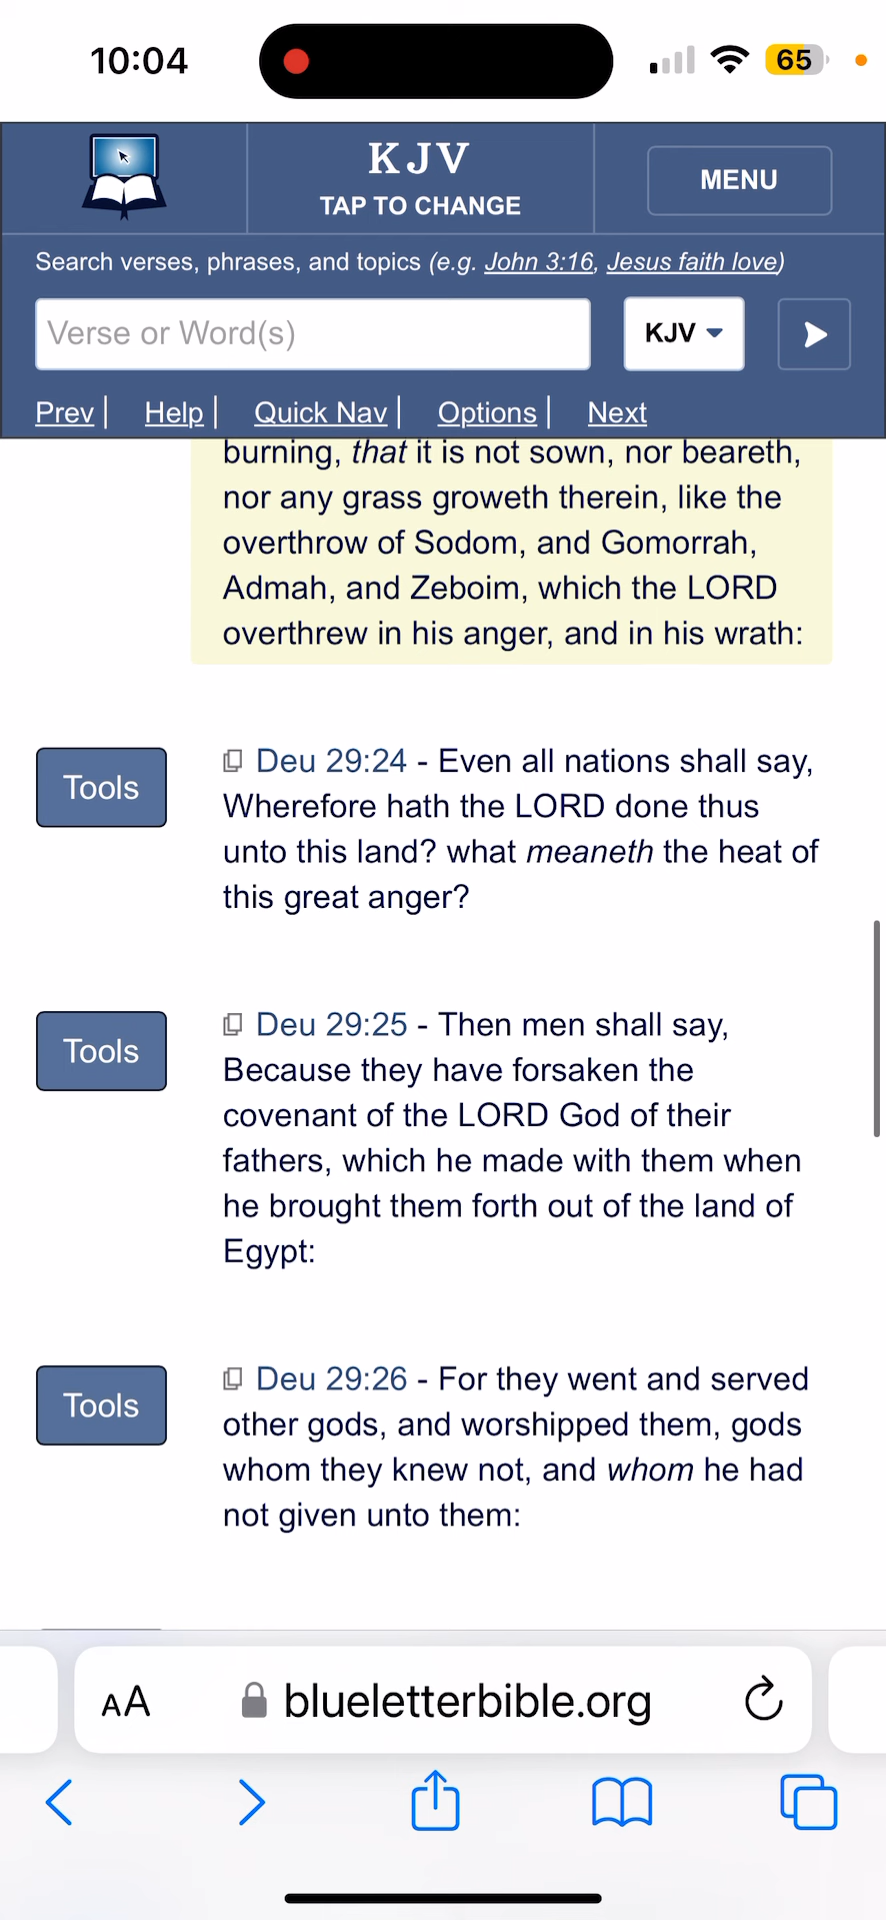 10:04
65
KJV
TAP TO CHANGE
MENU
Search verses, phrases, and topics (e.g. John 3:16, Jesus faith love)
Verse or Word(s)
KJV
Prev | Help | Quick Nav | Options | Next
burning, that it is not sown, nor beareth,
nor any grass groweth therein, like the
overthrow of Sodom, and Gomorrah,
Admah, and Zeboim, which the LORD
overthrew in his anger, and in his wrath:
Tools
Deu 29:24 - Even all nations shall say,
Wherefore hath the LORD done thus
unto this land? what meaneth the heat of
this great anger?
Tools
Deu 29:25 - Then men shall say,
Because they have forsaken the
covenant of the LORD God of their
fathers, which he made with them when
he brought them forth out of the land of
Egypt:
Tools
Deu 29:26 - For they went and served
other gods, and worshipped them, gods
whom they knew not, and whom he had
not given unto them:
AA
blueletterbible.org